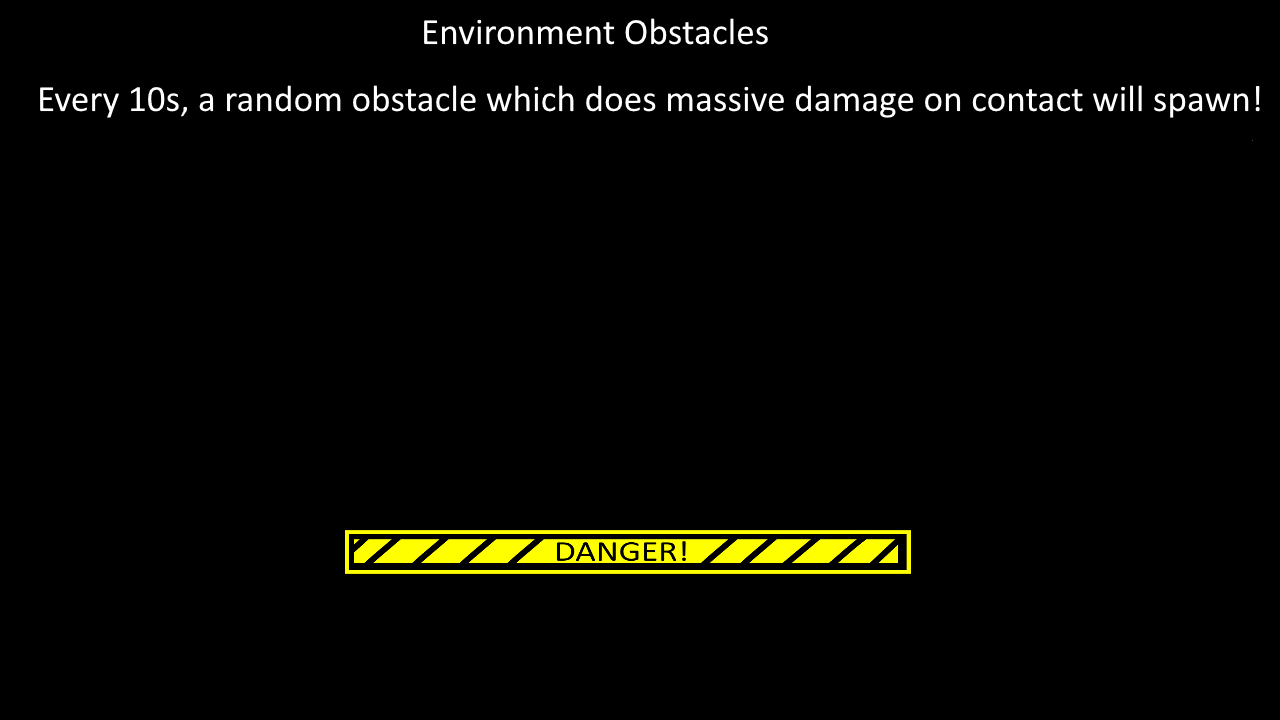 Environment Obstacles
Every 10s, a random obstacle which does massive damage on contact will spawn!
DANGER!